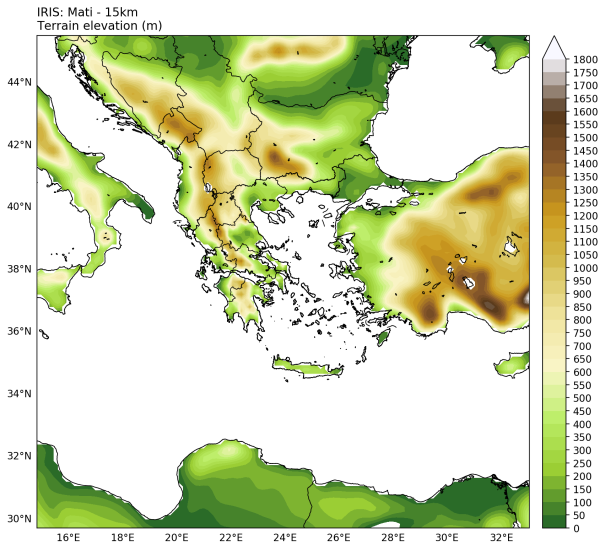 IRIS: Mati - 15km
Terrain elevation (m)
44°N
42°N
40°N
38°N
36°N
34°N
32°N
30°N
16°E
18°E
20°E
22°E
24°E
26°E
28°E
30°E
32°E
1800
1750
1700
1650
1600
1550
1500
1450
1400
1350
1300
1250
1200
1150
1100
1050
1000
950
900
850
800
750
700
650
600
550
500
450
400
350
300
250
200
150
100
50
0